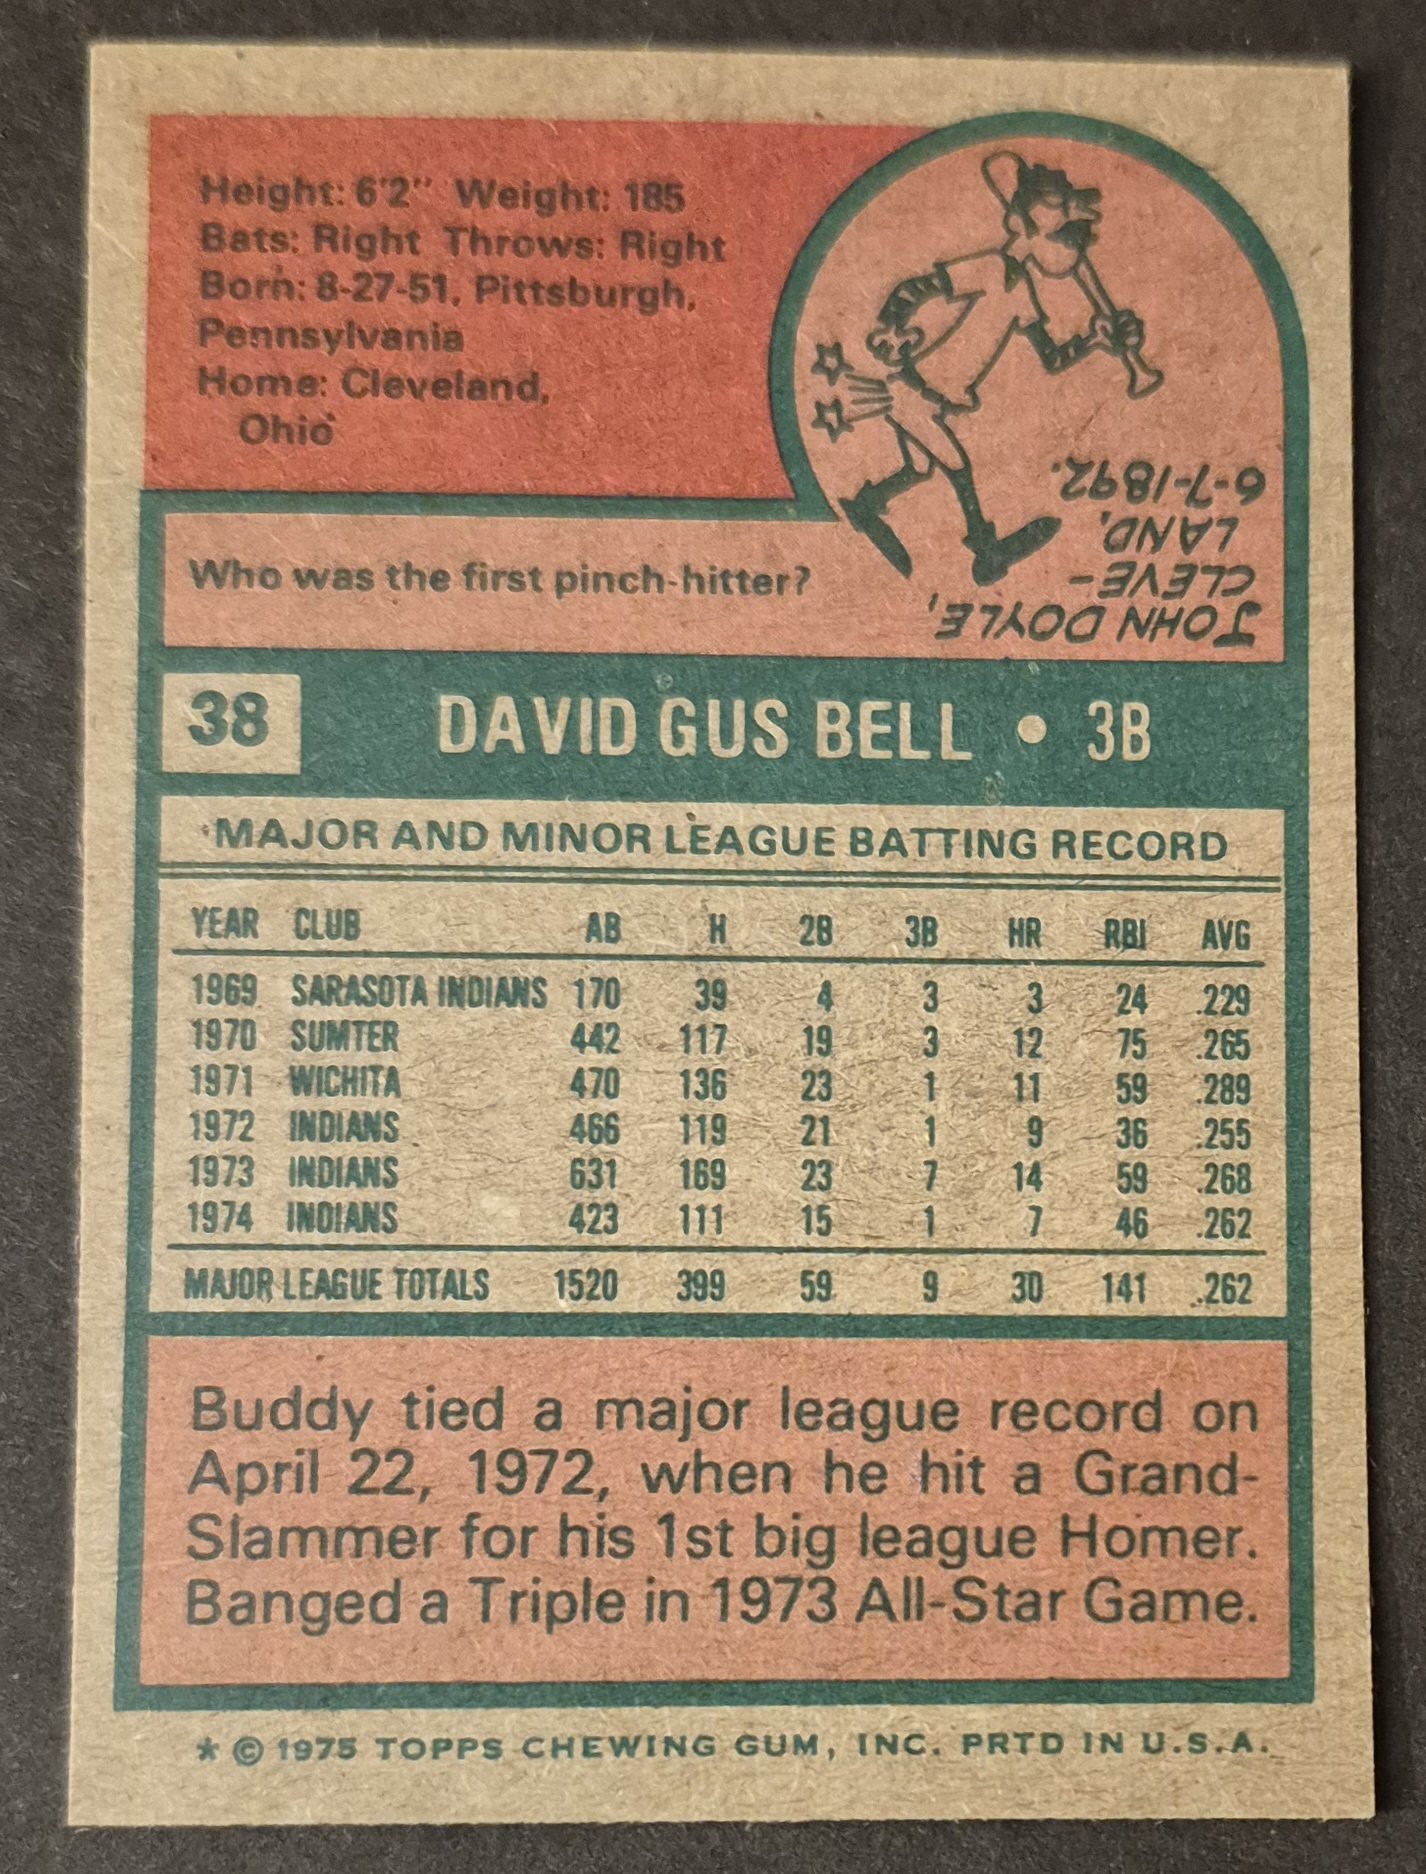 Height: 6'2" Weight: 185
Bats: Right Throws: Right
Born: 8-27-51, Pittsburgh,
Pennsylvania
Home: Cleveland,
Ohio
Who was the first pinch-hitter?
JOHN DOYLE,
CLEVE-
LAND,
6-7-1892.
38 DAVID GUS BELL • 3B
MAJOR AND MINOR LEAGUE BATTING RECORD
YEAR CLUB AB H 2B 3B HR RBI AVG
1969 SARASOTA INDIANS 170 39 4 3 3 24 .229
1970 SUMTER 442 117 19 3 12 75 .265
1971 WICHITA 470 136 23 1 11 59 .289
1972 INDIANS 466 119 21 1 9 36 .255
1973 INDIANS 631 169 23 7 14 59 .268
1974 INDIANS 423 111 15 1 7 46 .262
MAJOR LEAGUE TOTALS 1520 399 59 9 30 141 .262
Buddy tied a major league record on
April 22, 1972, when he hit a Grand-
Slammer for his 1st big league Homer.
Banged a Triple in 1973 All-Star Game.
* © 1975 TOPPS CHEWING GUM, INC. PRTD IN U.S.A.